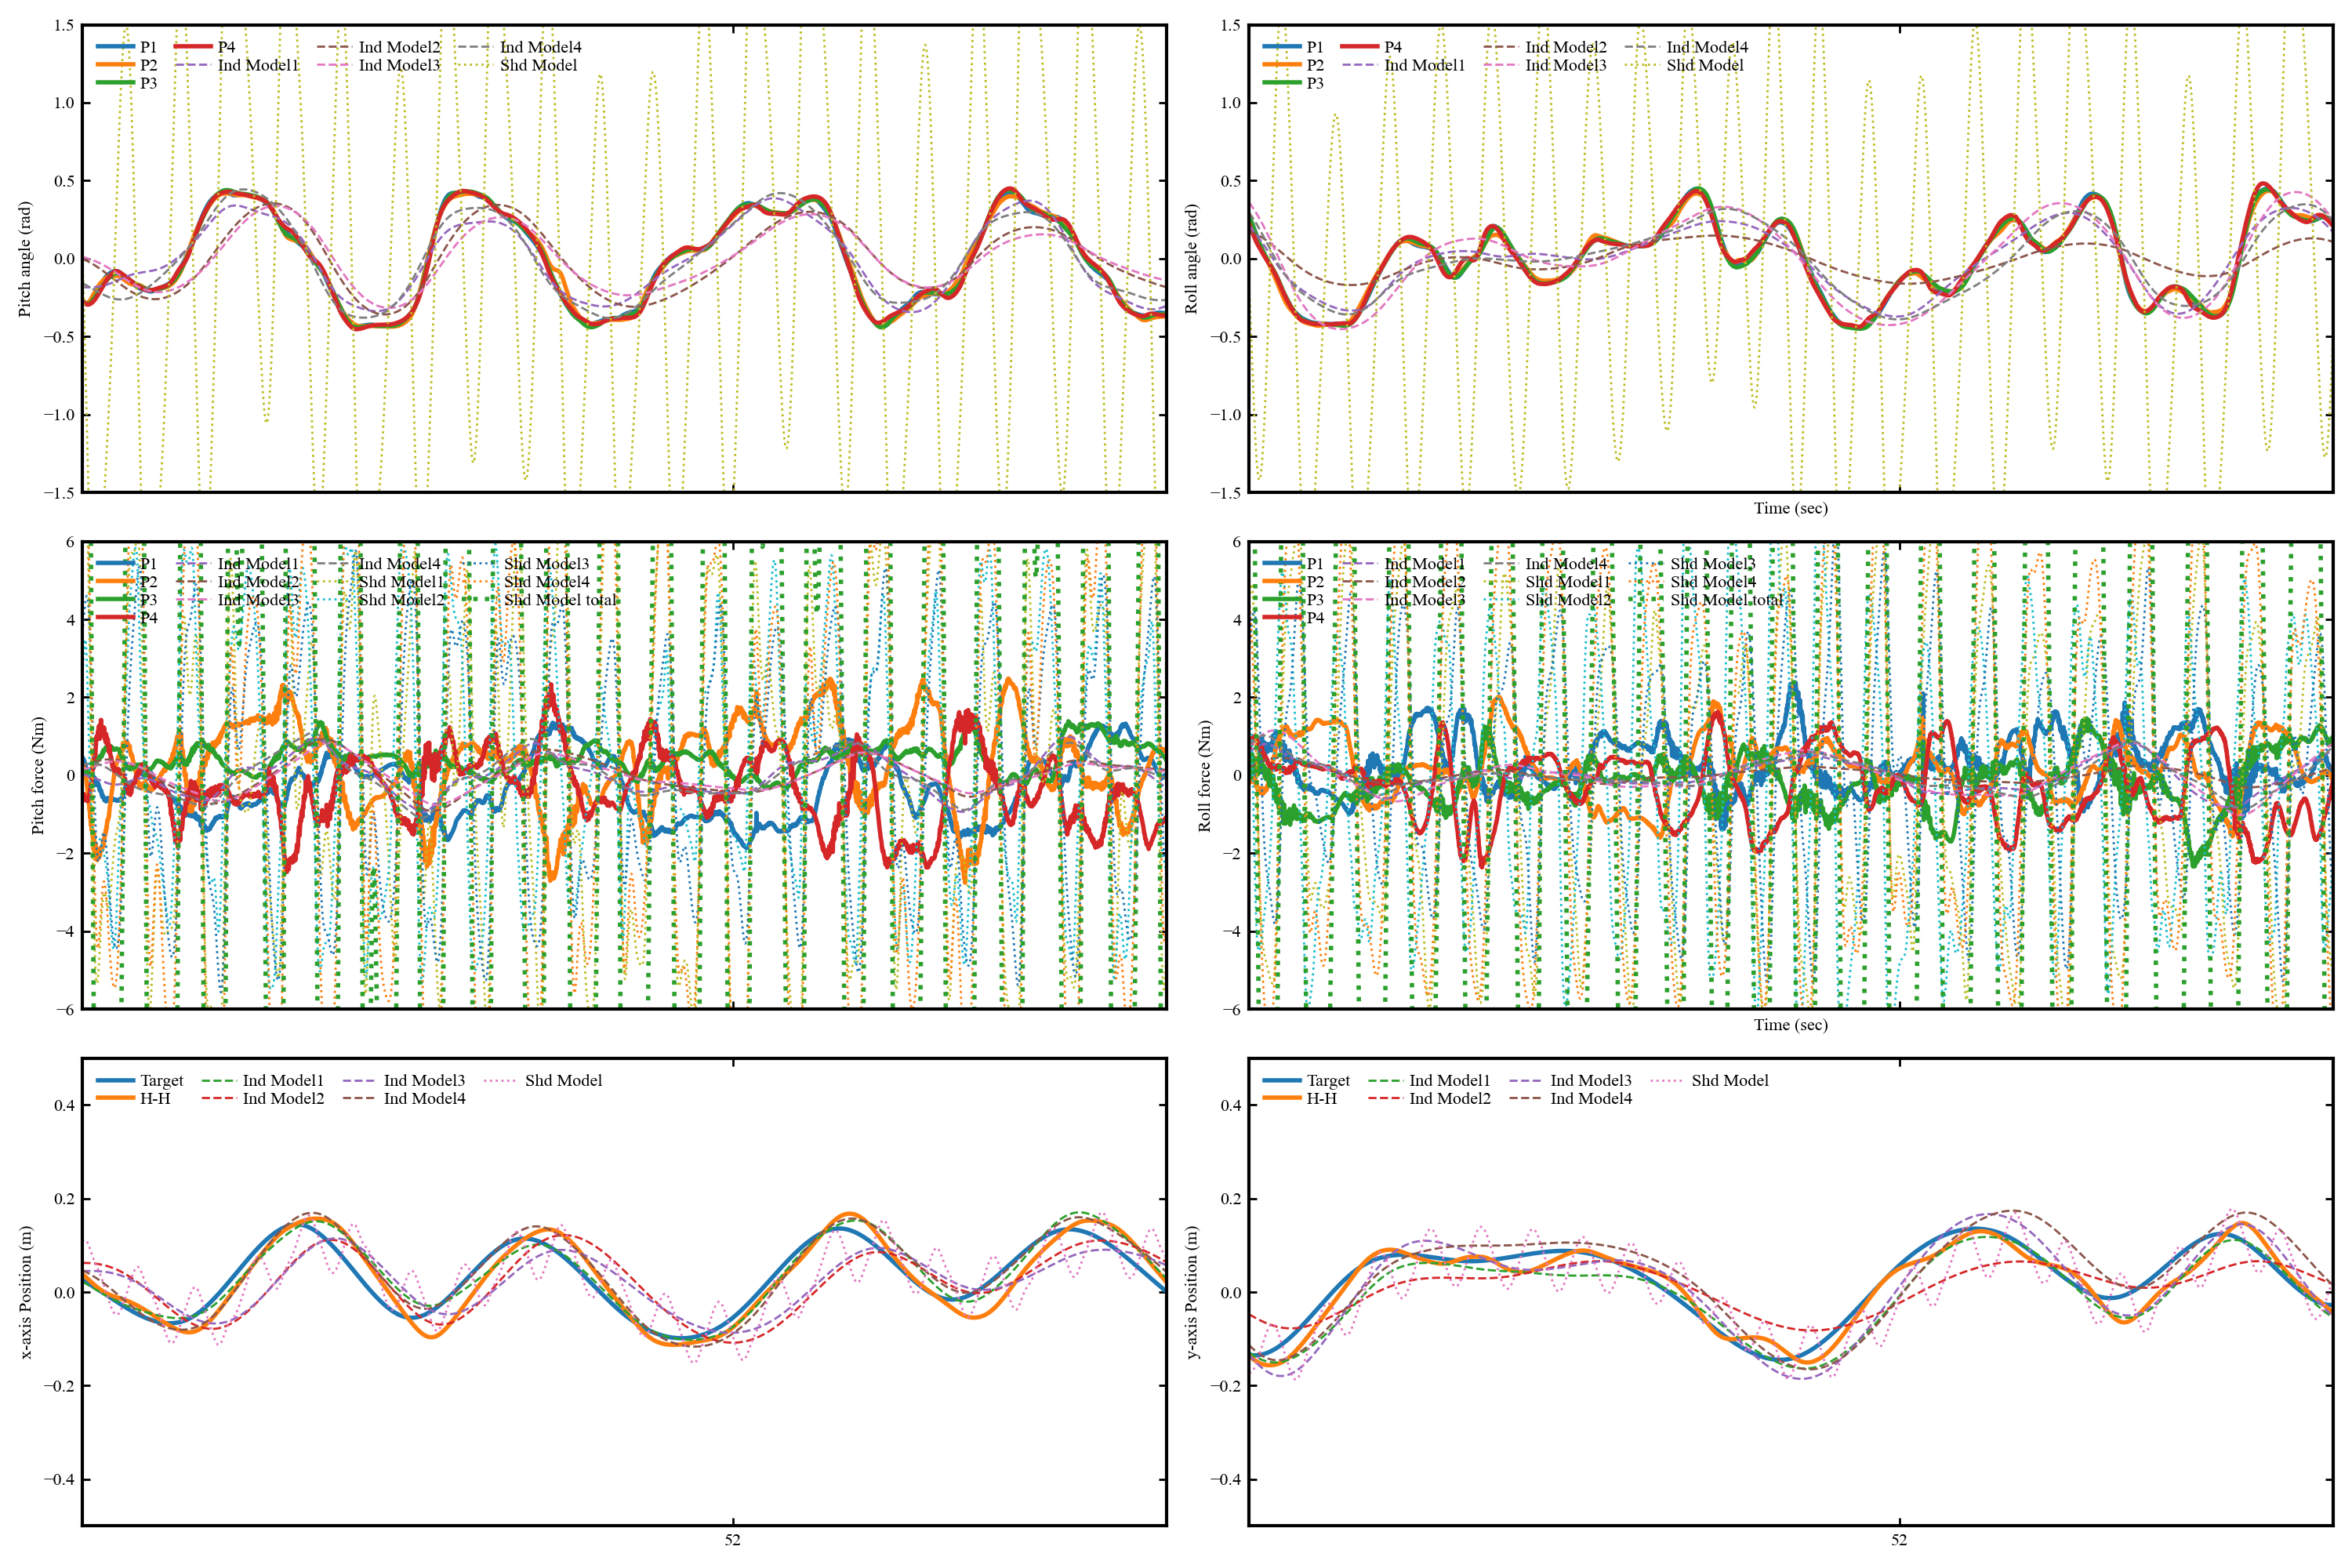 1.5
1.0
0.5
0.0
−0.5
−1.0
−1.5
Pitch angle (rad)
P1
P2
P3
P4
Ind Model1
Ind Model2
Ind Model3
Ind Model4
Shd Model
1.5
1.0
0.5
0.0
−0.5
−1.0
−1.5
Roll angle (rad)
P1
P2
P3
P4
Ind Model1
Ind Model2
Ind Model3
Ind Model4
Shd Model
Time (sec)
6
4
2
0
−2
−4
−6
Pitch force (Nm)
P1
P2
P3
P4
Ind Model1
Ind Model2
Ind Model3
Ind Model4
Shd Model1
Shd Model2
Shd Model3
Shd Model4
Shd Model total
6
4
2
0
−2
−4
−6
Roll force (Nm)
P1
P2
P3
P4
Ind Model1
Ind Model2
Ind Model3
Ind Model4
Shd Model1
Shd Model2
Shd Model3
Shd Model4
Shd Model total
Time (sec)
0.4
0.2
0.0
−0.2
−0.4
x-axis Position (m)
Target
H-H
Ind Model1
Ind Model2
Ind Model3
Ind Model4
Shd Model
52
0.4
0.2
0.0
−0.2
−0.4
y-axis Position (m)
Target
H-H
Ind Model1
Ind Model2
Ind Model3
Ind Model4
Shd Model
52